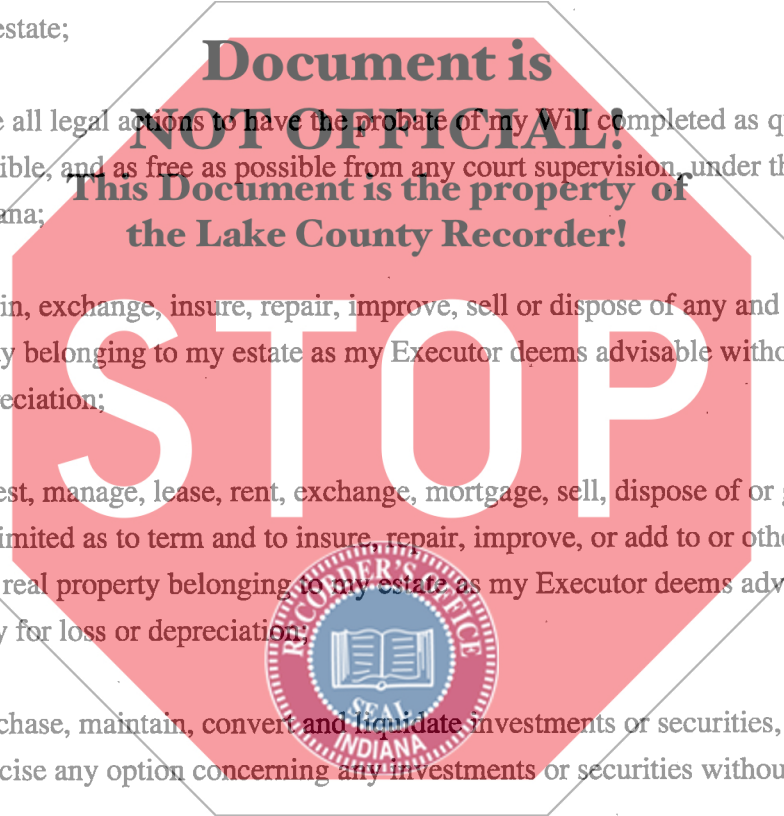 estate;
Document is
e all legal actions to have the probate of my Will completed as q
NOT OFFICIAL!
ible, and as free as possible from any court supervision, under th
This Document is the property of
ana;
the Lake County Recorder!
in, exchange, insure, repair, improve, sell or dispose of any and
y belonging to my estate as my Executor deems advisable witho
eciation;
STOP
est, manage, lease, rent, exchange, mortgage, sell, dispose of or
imited as to term and to insure, repair, improve, or add to or othe
real property belonging to my estate as my Executor deems adv
y for loss or depreciation;
RECORDER'S OFFICE
SEAL
INDIANA
chase, maintain, convert and liquidate investments or securities,
cise any option concerning any investments or securities withou